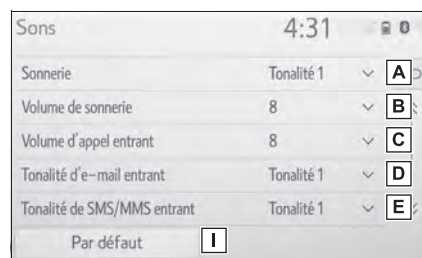 Sons 4:31
Sonnerie Tonalité 1 A
Volume de sonnerie 8 B
Volume d'appel entrant 8 C
Tonalité d'e-mail entrant Tonalité 1 D
Tonalité de SMS/MMS entrant Tonalité 1 E
Par défaut I